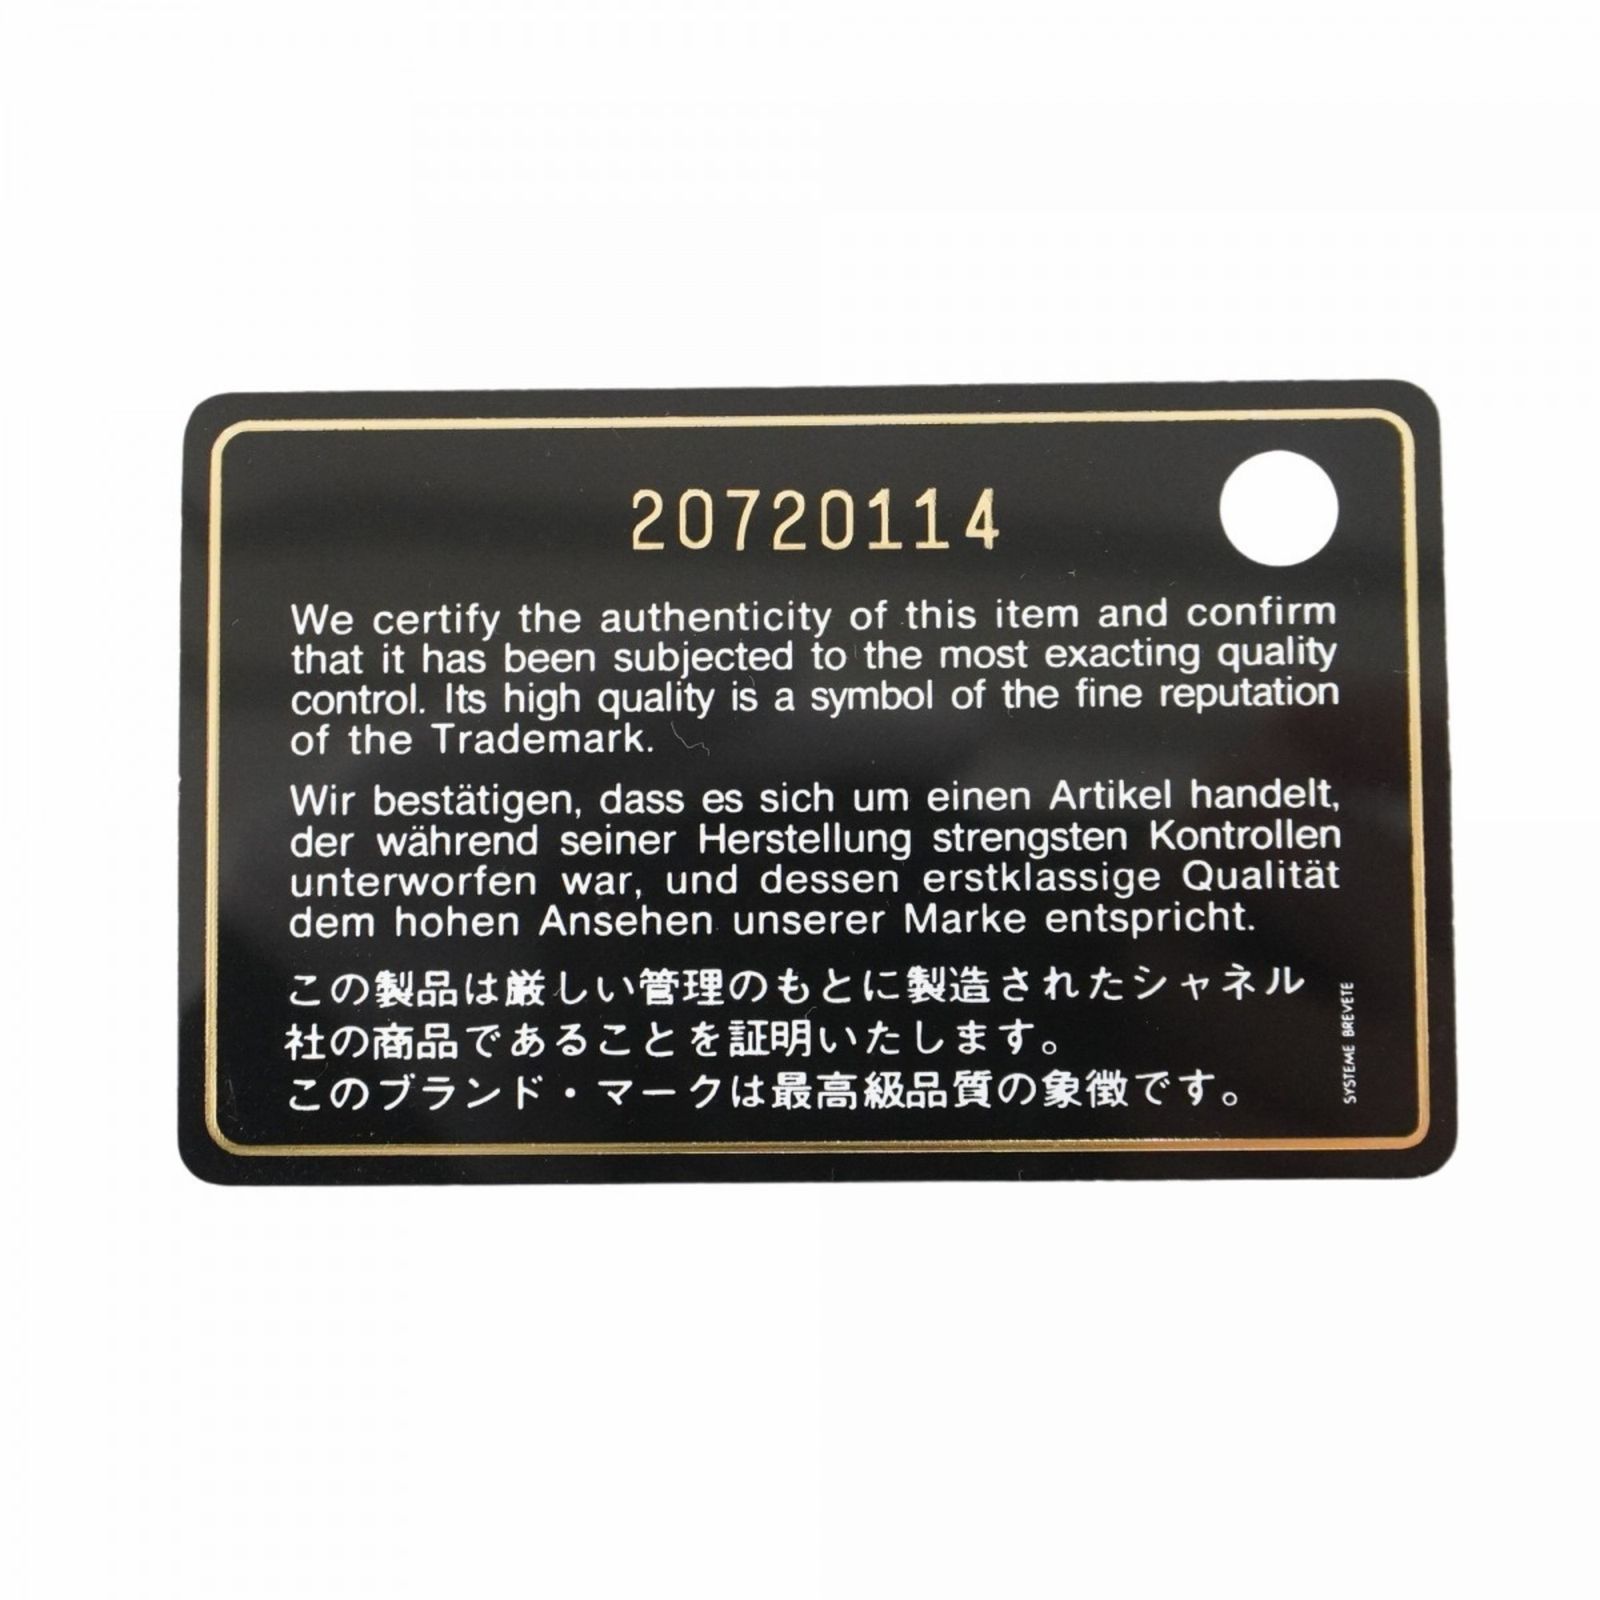 20720114
We certify the authenticity of this item and confirm
that it has been subjected to the most exacting quality
control. Its high quality is a symbol of the fine reputation
of the Trademark.
Wir bestätigen, dass es sich um einen Artikel handelt,
der während seiner Herstellung strengsten Kontrollen
unterworfen war, und dessen erstklassige Qualität
dem hohen Ansehen unserer Marke entspricht.
この製品は厳しい管理のもとに製造されたシャネル
社の商品であることを証明いたします。
このブランド・マークは最高級品質の象徴です。
SYSTEME BREVETE